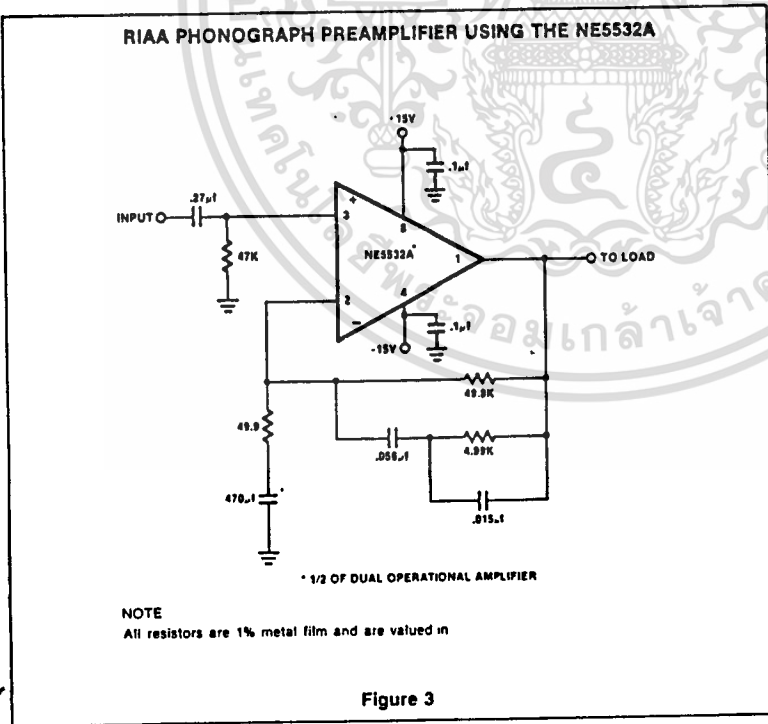 RIAA PHONOGRAPH PREAMPLIFIER USING THE NE5532A
+15V
.1µf
.27µf
INPUT
3
+
8
47K
NE5532A*
1
TO LOAD
2
4
−
.1µf
-15V
49.9K
49.9
.056µf
4.99K
470µf
.015µf
* 1/2 OF DUAL OPERATIONAL AMPLIFIER
NOTE
All resistors are 1% metal film and are valued in
Figure 3